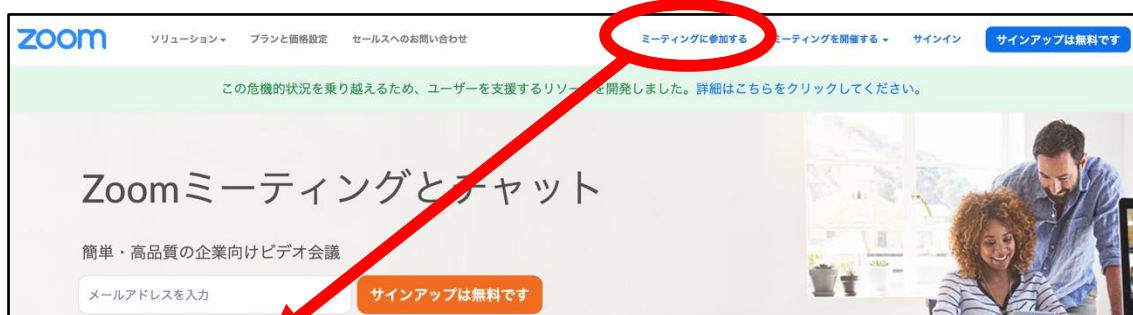 zoom ソリューション プランと価格設定 セールスへのお問い合わせ ミーティングに参加する ミーティングを開催する サインイン サインアップは無料です
この危機的状況を乗り越えるため、ユーザーを支援するリソースを開発しました。詳細はこちらをクリックしてください。
Zoomミーティングとチャット
簡単・高品質の企業向けビデオ会議
メールアドレスを入力 サインアップは無料です